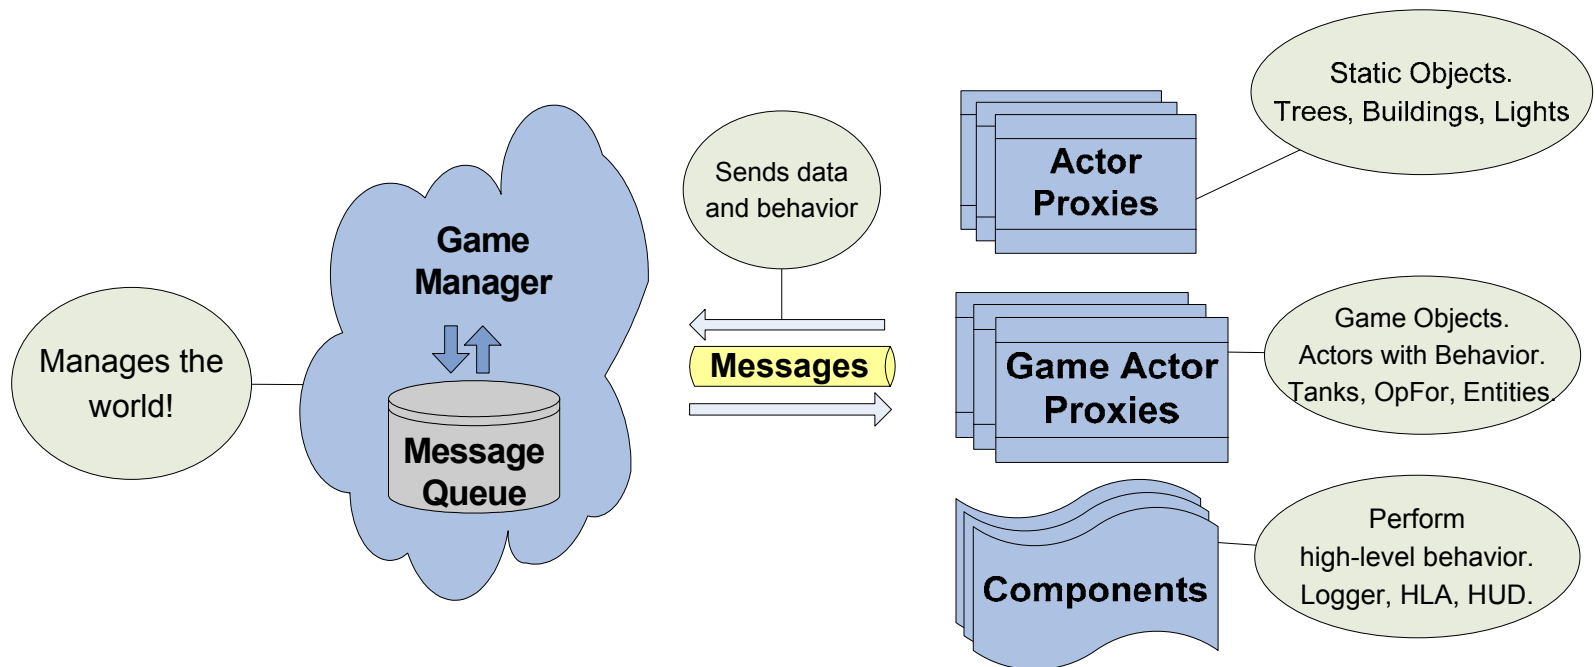 Manages the
world!
Game
Manager
Message
Queue
Sends data
and behavior
Messages
Actor
Proxies
Static Objects.
Trees, Buildings, Lights
Game Actor
Proxies
Game Objects.
Actors with Behavior.
Tanks, OpFor, Entities.
Components
Perform
high-level behavior.
Logger, HLA, HUD.